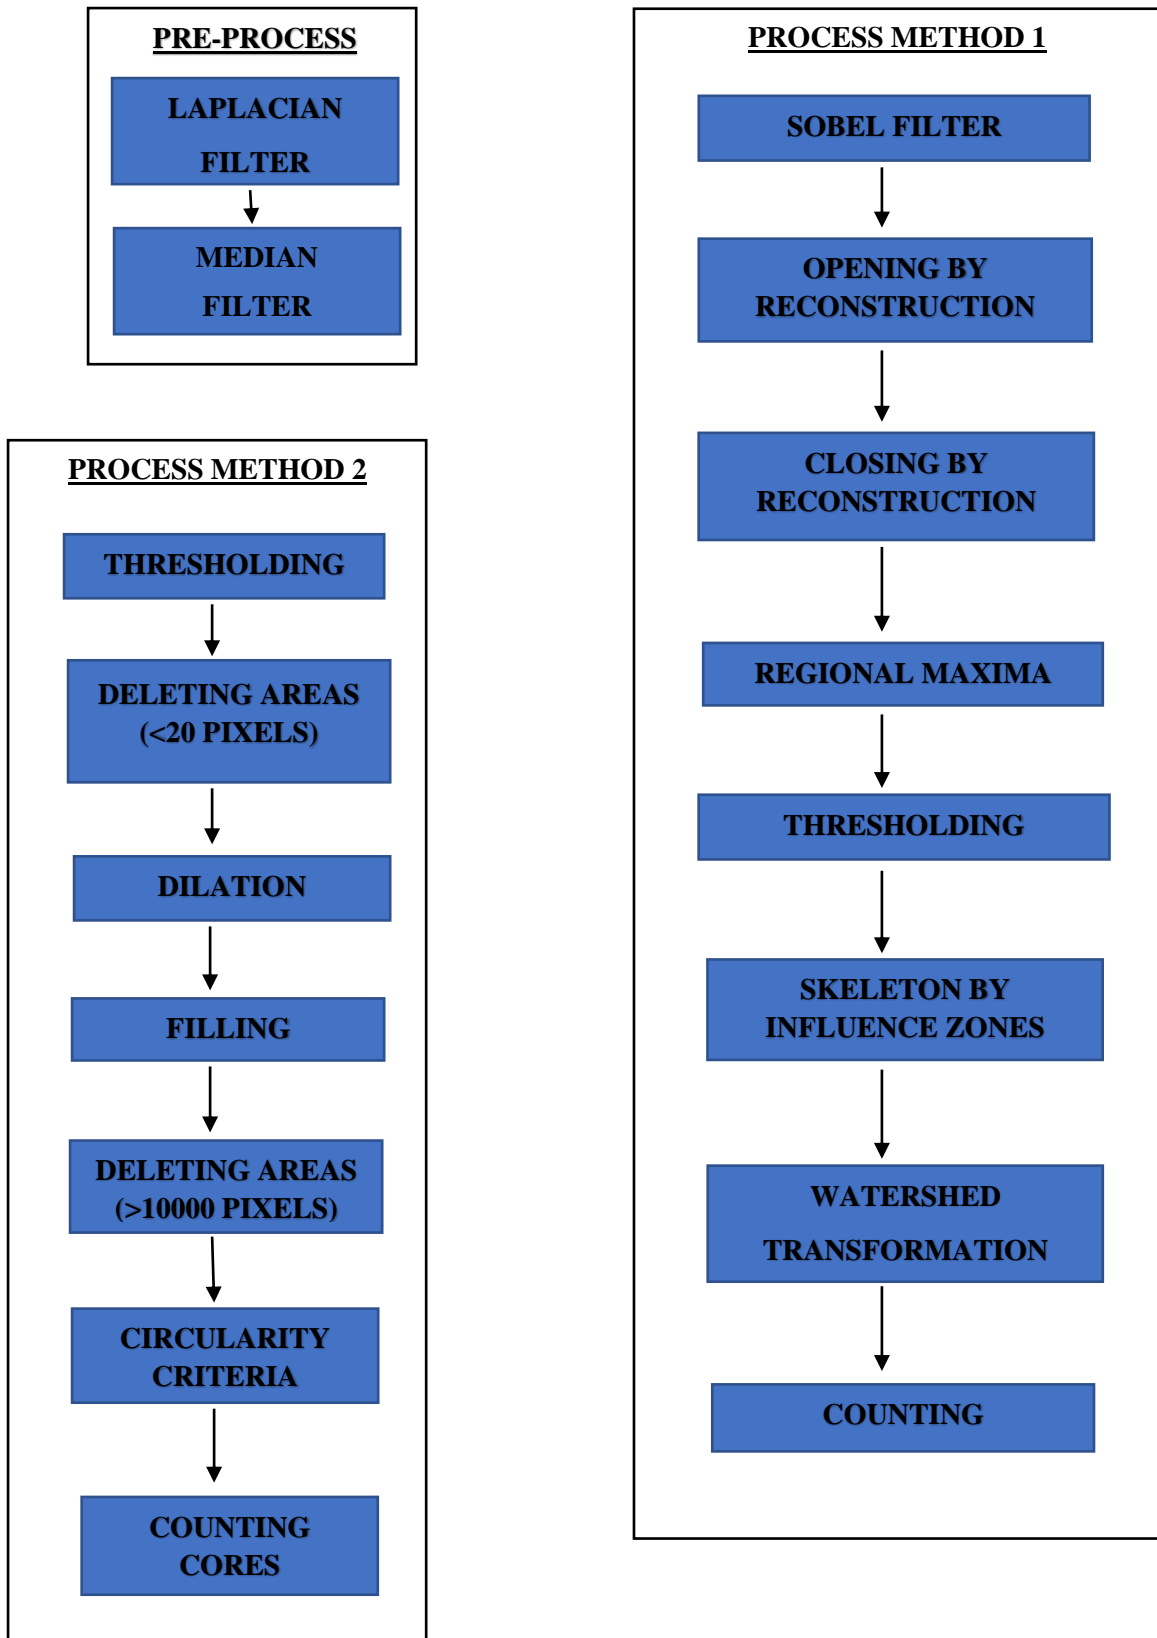 PRE-PROCESS
LAPLACIAN
FILTER
MEDIAN
FILTER
PROCESS METHOD 1
SOBEL FILTER
OPENING BY
RECONSTRUCTION
CLOSING BY
RECONSTRUCTION
REGIONAL MAXIMA
THRESHOLDING
SKELETON BY
INFLUENCE ZONES
WATERSHED
TRANSFORMATION
COUNTING
PROCESS METHOD 2
THRESHOLDING
DELETING AREAS
(<20 PIXELS)
DILATION
FILLING
DELETING AREAS
(>10000 PIXELS)
CIRCULARITY
CRITERIA
COUNTING
CORES